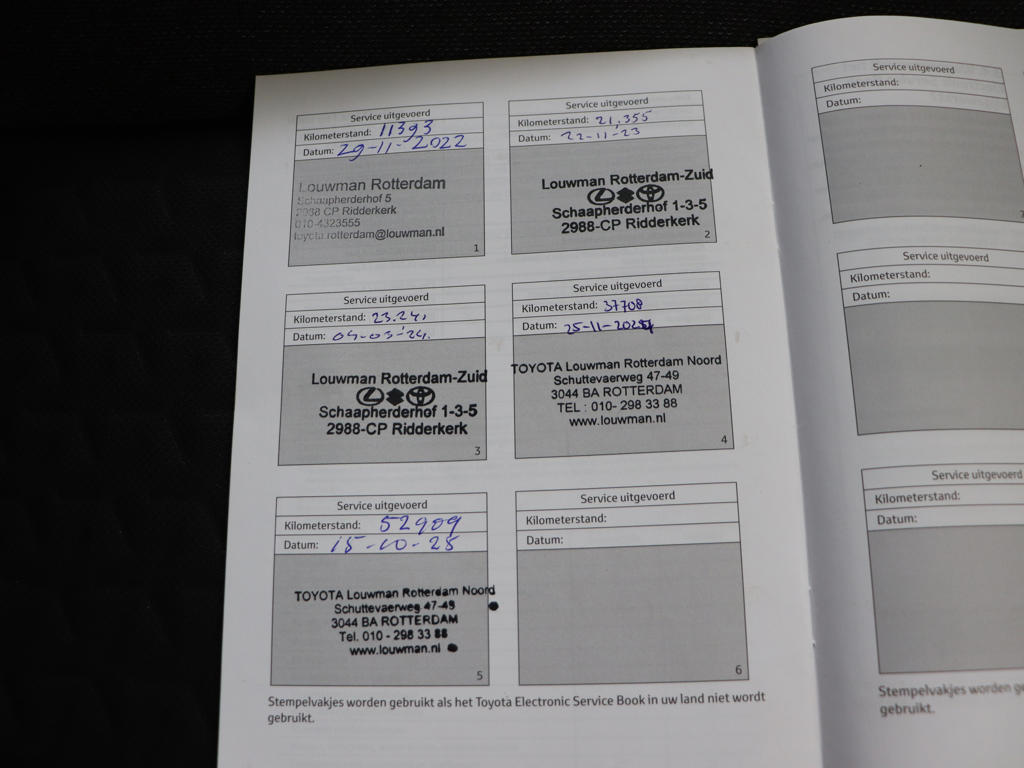 Service uitgevoerd
Kilometerstand: 11393
Datum: 29-11-2022
Louwman Rotterdam
Schaapherderhof 5
2988 CP Ridderkerk
010-4323555
toyota.rotterdam@louwman.nl
1
Service uitgevoerd
Kilometerstand: 21,355
Datum: 22-11-23
Louwman Rotterdam-Zuid
Schaapherderhof 1-3-5
2988-CP Ridderkerk
2
Service uitgevoerd
Kilometerstand: 23.241
Datum:
Louwman Rotterdam-Zuid
Schaapherderhof 1-3-5
2988-CP Ridderkerk
3
Service uitgevoerd
Kilometerstand: 37708
Datum: 25-11-2024
TOYOTA Louwman Rotterdam Noord
Schuttevaerweg 47-49
3044 BA ROTTERDAM
TEL : 010- 298 33 88
www.louwman.nl
4
Service uitgevoerd
Kilometerstand: 52909
Datum: 15-10-25
TOYOTA Louwman Rotterdam Noord
Schuttevaerweg 47-49
3044 BA ROTTERDAM
Tel. 010 - 298 33 88
www.louwman.nl
5
Service uitgevoerd
Kilometerstand:
Datum:
6
Stempelvakjes worden gebruikt als het Toyota Electronic Service Book in uw land niet wordt
gebruikt.
Service uitgevoerd
Kilometerstand:
Datum:
Service uitgevoerd
Kilometerstand:
Datum:
Service uitgevoerd
Kilometerstand:
Datum:
Stempelvakjes worden
gebruikt.